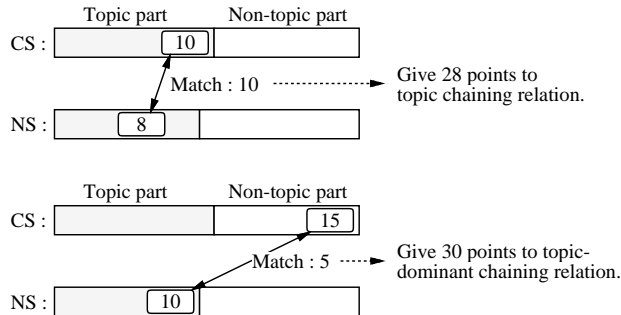 Topic part Non-topic part
CS : 10
Match : 10 Give 28 points to
topic chaining relation.
NS : 8
Topic part Non-topic part
CS : 15
Match : 5 Give 30 points to topic-
dominant chaining relation.
NS : 10